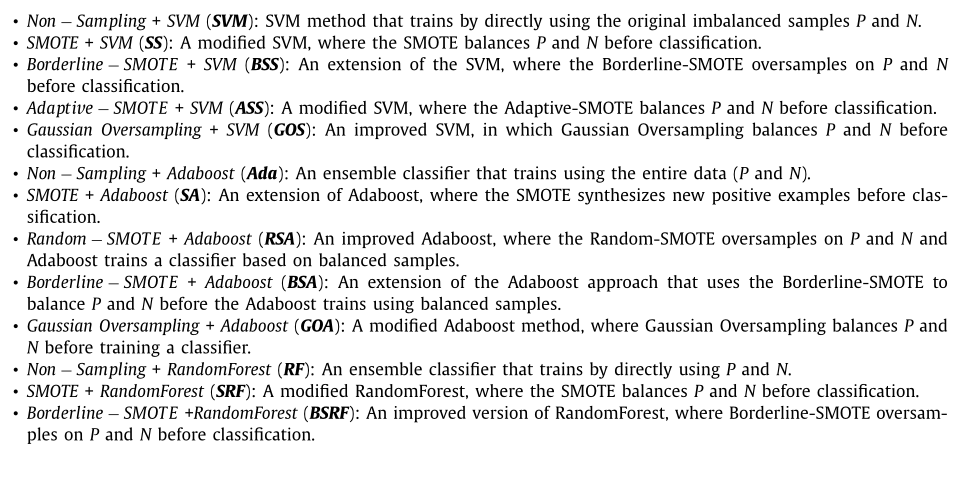 • Non – Sampling + SVM (SVM): SVM method that trains by directly using the original imbalanced samples P and N.
• SMOTE + SVM (SS): A modified SVM, where the SMOTE balances P and N before classification.
• Borderline – SMOTE + SVM (BSS): An extension of the SVM, where the Borderline-SMOTE oversamples on P and N
before classification.
• Adaptive – SMOTE + SVM (ASS): A modified SVM, where the Adaptive-SMOTE balances P and N before classification.
• Gaussian Oversampling + SVM (GOS): An improved SVM, in which Gaussian Oversampling balances P and N before
classification.
• Non – Sampling + Adaboost (Ada): An ensemble classifier that trains using the entire data (P and N).
• SMOTE + Adaboost (SA): An extension of Adaboost, where the SMOTE synthesizes new positive examples before clas-
sification.
• Random – SMOTE + Adaboost (RSA): An improved Adaboost, where the Random-SMOTE oversamples on P and N and
Adaboost trains a classifier based on balanced samples.
• Borderline – SMOTE + Adaboost (BSA): An extension of the Adaboost approach that uses the Borderline-SMOTE to
balance P and N before the Adaboost trains using balanced samples.
• Gaussian Oversampling + Adaboost (GOA): A modified Adaboost method, where Gaussian Oversampling balances P and
N before training a classifier.
• Non – Sampling + RandomForest (RF): An ensemble classifier that trains by directly using P and N.
• SMOTE + RandomForest (SRF): A modified RandomForest, where the SMOTE balances P and N before classification.
• Borderline – SMOTE +RandomForest (BSRF): An improved version of RandomForest, where Borderline-SMOTE oversam-
ples on P and N before classification.